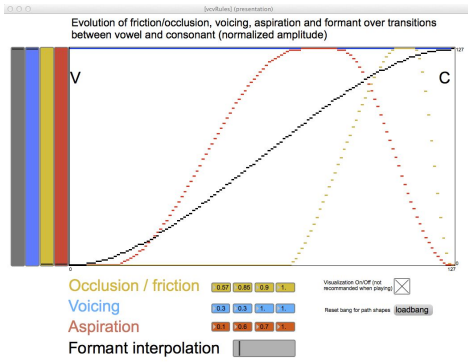 [vcvRules] (presentation)
Evolution of friction/occlusion, voicing, aspiration and formant over transitions
between vowel and consonant (normalized amplitude)
127
V
C
0
0
127
Occlusion / friction 0.57 0.85 0.9 1.
Voicing 0.3 0.3 1. 1.
Aspiration 0.1 0.6 0.7 1.
Formant interpolation
Visualization On/Off (not
recommended when playing)
Reset bang for path shapes loadbang